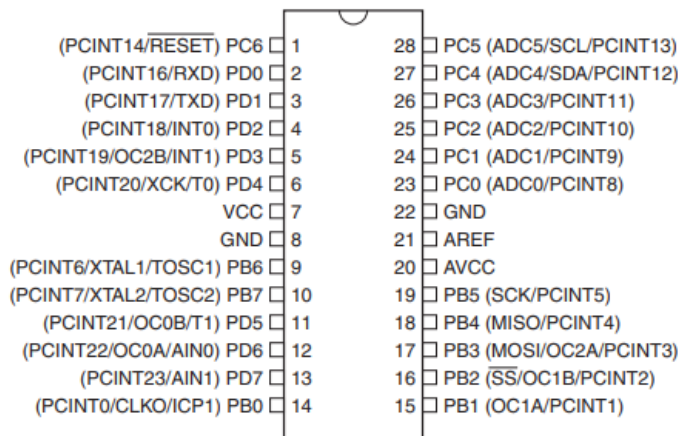 (PCINT14/RESET) PC6 1 28 PC5 (ADC5/SCL/PCINT13)
(PCINT16/RXD) PD0 2 27 PC4 (ADC4/SDA/PCINT12)
(PCINT17/TXD) PD1 3 26 PC3 (ADC3/PCINT11)
(PCINT18/INT0) PD2 4 25 PC2 (ADC2/PCINT10)
(PCINT19/OC2B/INT1) PD3 5 24 PC1 (ADC1/PCINT9)
(PCINT20/XCK/T0) PD4 6 23 PC0 (ADC0/PCINT8)
VCC 7 22 GND
GND 8 21 AREF
(PCINT6/XTAL1/TOSC1) PB6 9 20 AVCC
(PCINT7/XTAL2/TOSC2) PB7 10 19 PB5 (SCK/PCINT5)
(PCINT21/OC0B/T1) PD5 11 18 PB4 (MISO/PCINT4)
(PCINT22/OC0A/AIN0) PD6 12 17 PB3 (MOSI/OC2A/PCINT3)
(PCINT23/AIN1) PD7 13 16 PB2 (SS/OC1B/PCINT2)
(PCINT0/CLKO/ICP1) PB0 14 15 PB1 (OC1A/PCINT1)